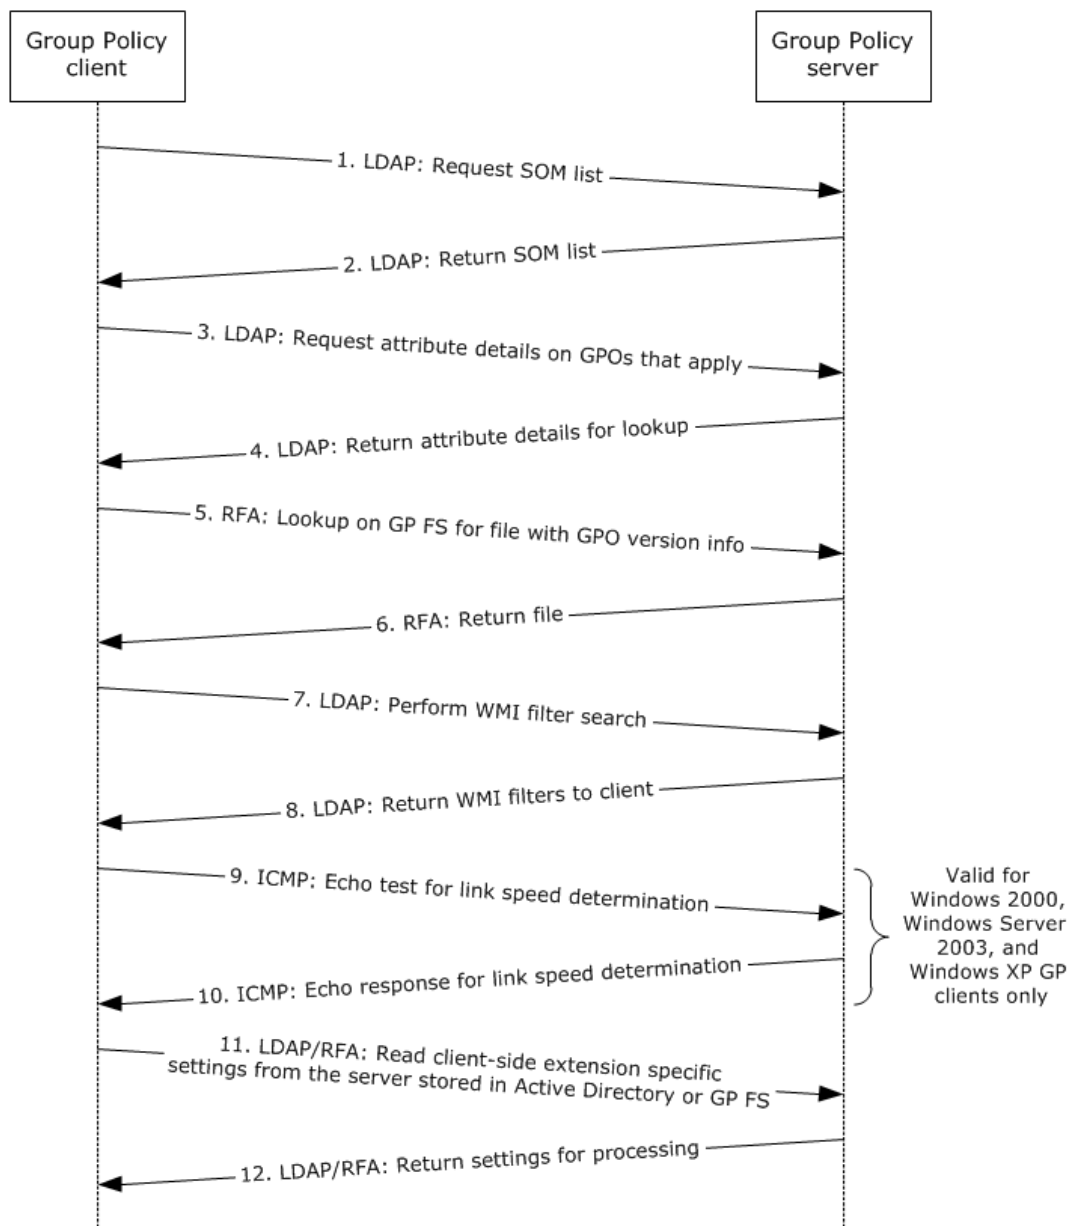 Group Policy
client
Group Policy
server
1. LDAP: Request SOM list
2. LDAP: Return SOM list
3. LDAP: Request attribute details on GPOs that apply
4. LDAP: Return attribute details for lookup
5. RFA: Lookup on GP FS for file with GPO version info
6. RFA: Return file
7. LDAP: Perform WMI filter search
8. LDAP: Return WMI filters to client
9. ICMP: Echo test for link speed determination
10. ICMP: Echo response for link speed determination
Valid for
Windows 2000,
Windows Server
2003, and
Windows XP GP
clients only
11. LDAP/RFA: Read client-side extension specific
settings from the server stored in Active Directory or GP FS
12. LDAP/RFA: Return settings for processing